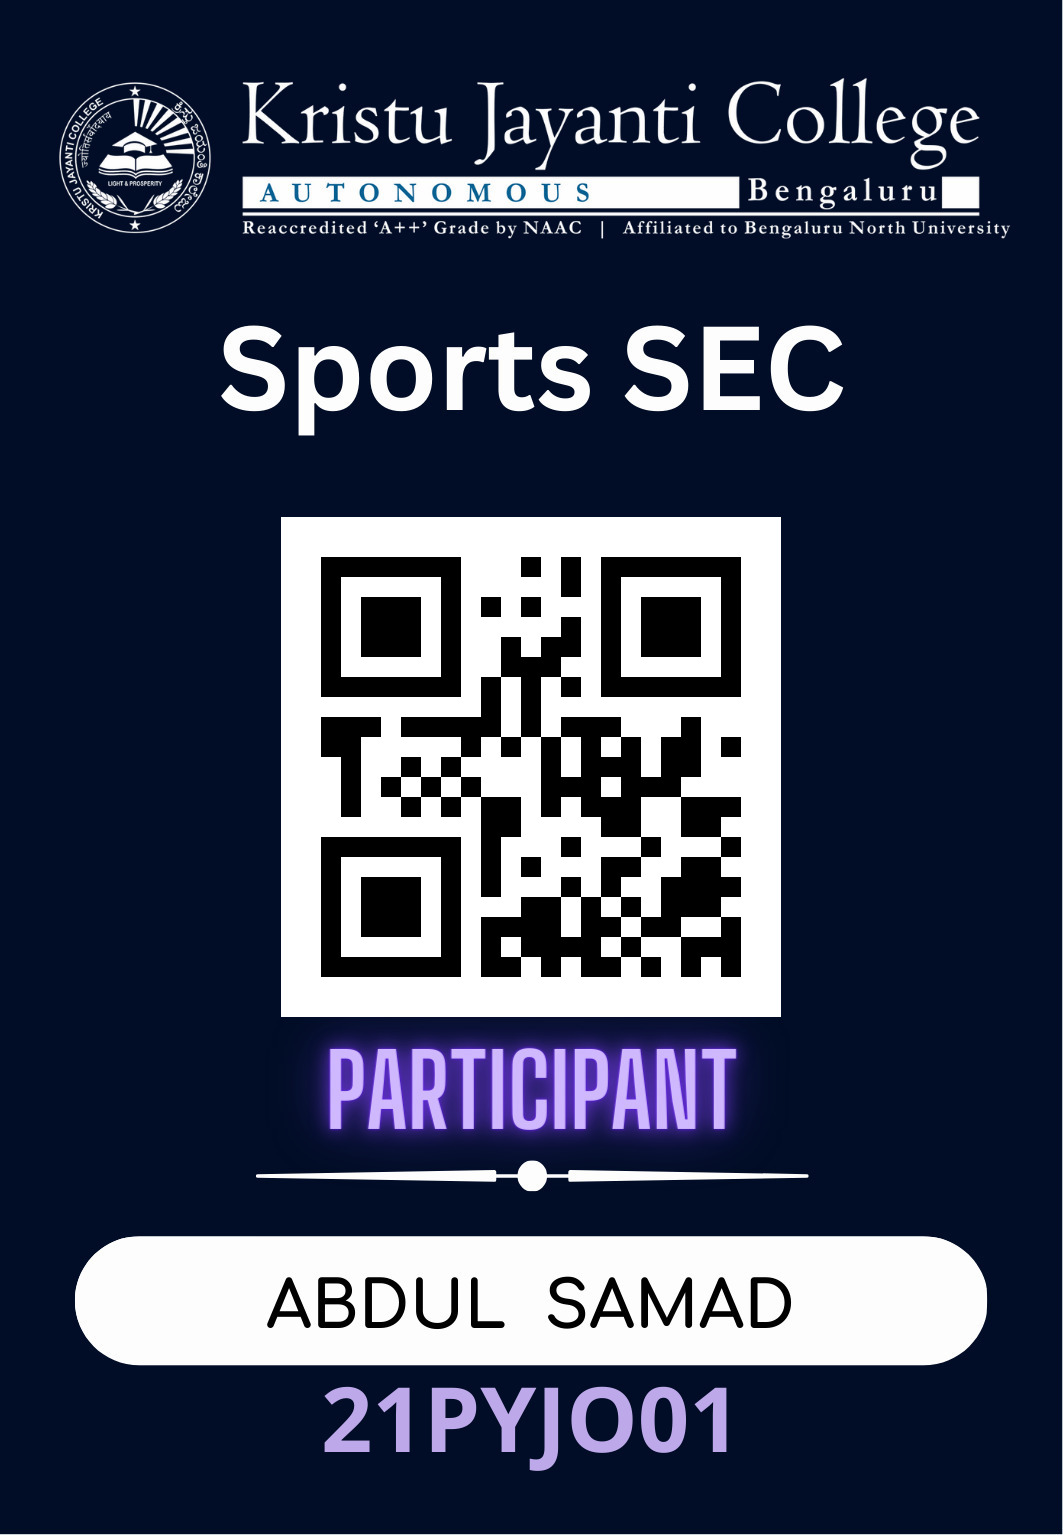 KRISTU JAYANTI COLLEGE
ಕ್ರಿಸ್ತು ಜಯಂತಿ ಕಾಲೇಜು
LIGHT & PROSPERITY
Kristu Jayanti College
AUTONOMOUS Bengaluru
Reaccredited ‘A++’ Grade by NAAC | Affiliated to Bengaluru North University
Sports SEC
PARTICIPANT
ABDUL SAMAD
21PYJO01